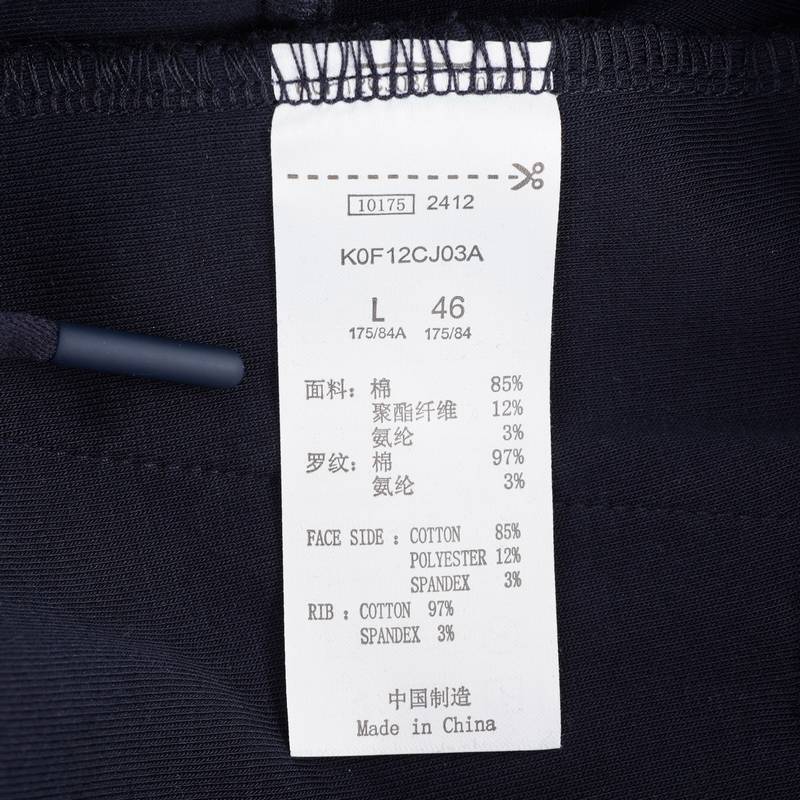 10175 2412
K0F12CJ03A
L 46
175/84A 175/84
面料: 棉 85%
聚酯纤维 12%
氨纶 3%
罗纹: 棉 97%
氨纶 3%
FACE SIDE : COTTON 85%
POLYESTER 12%
SPANDEX 3%
RIB : COTTON 97%
SPANDEX 3%
中国制造
Made in China